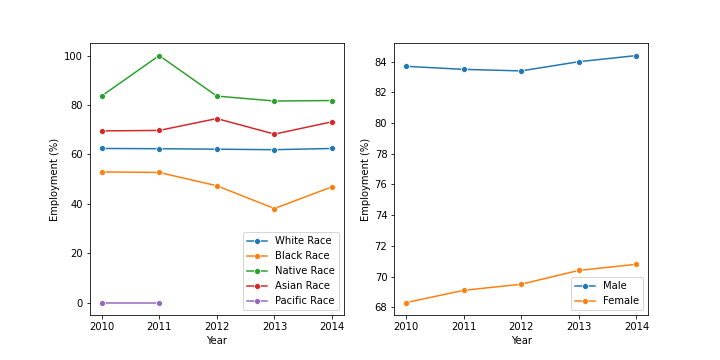 Employment (%)
100
80
60
40
20
0
White Race
Black Race
Native Race
Asian Race
Pacific Race
2010 2011 2012 2013 2014
Year
Employment (%)
84
82
80
78
76
74
72
70
68
Male
Female
2010 2011 2012 2013 2014
Year